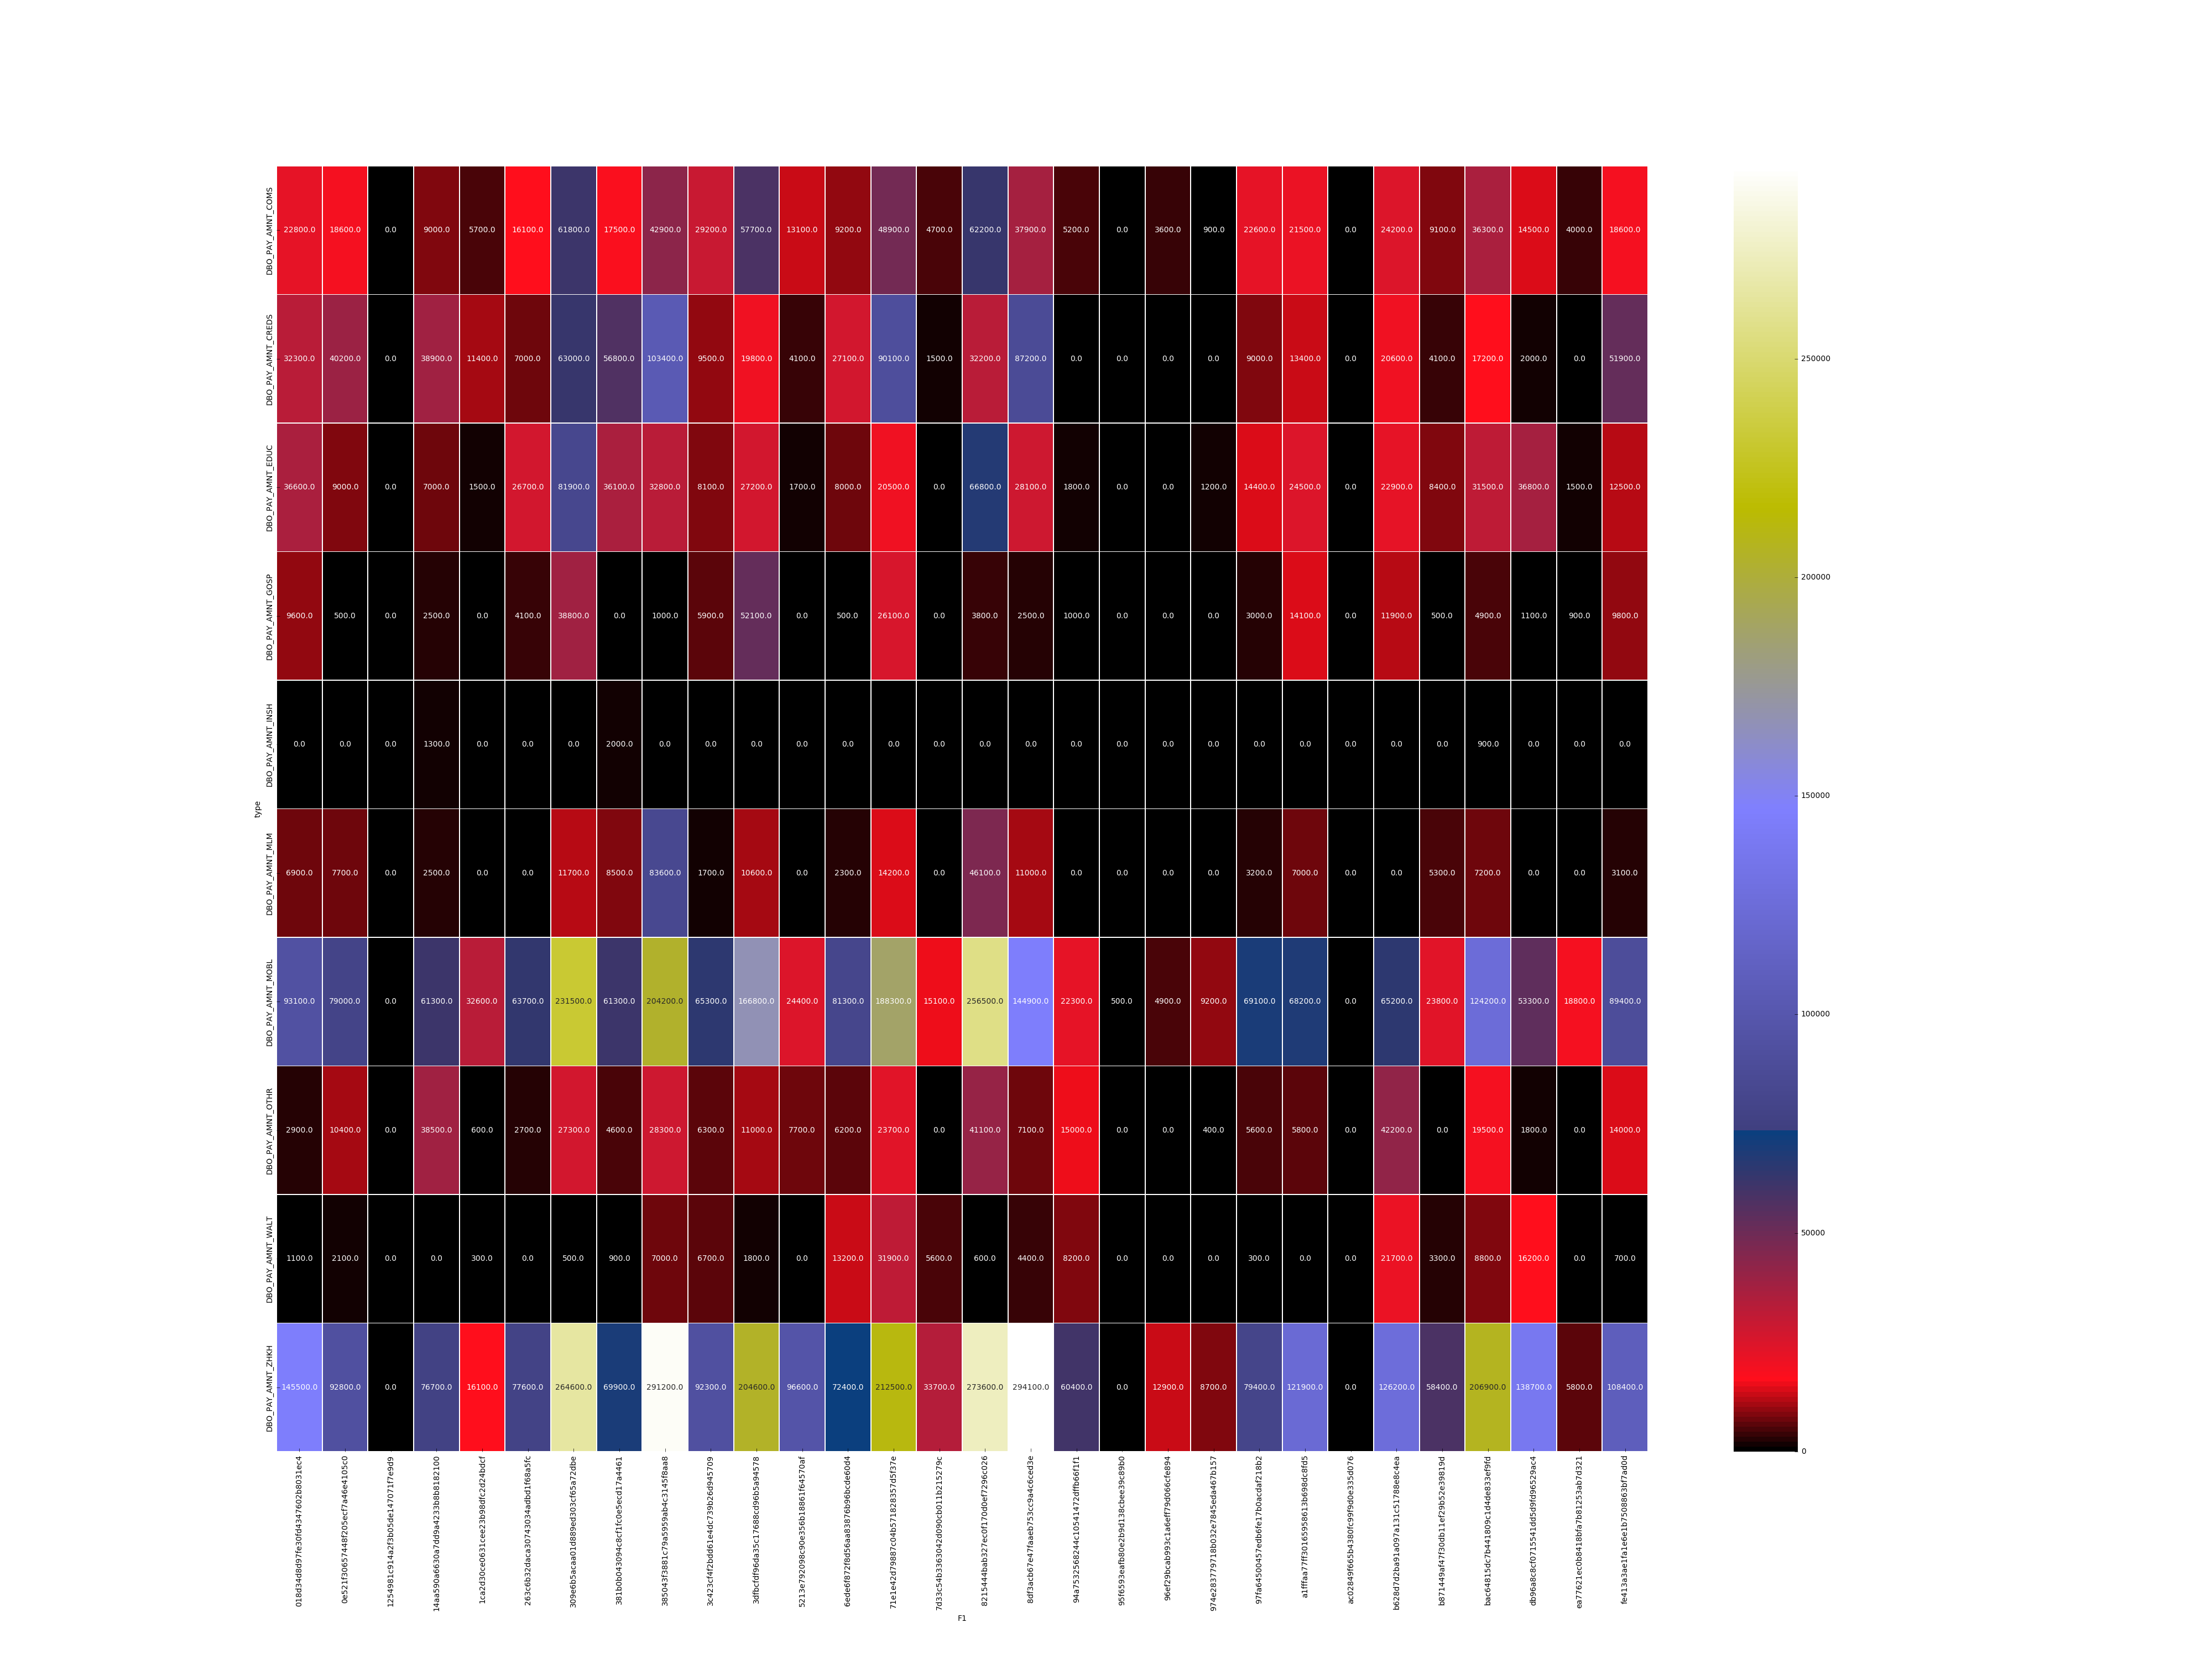 DBO_PAY_AMNT_COMS
22800.0 18600.0 0.0 9000.0 5700.0 16100.0 61800.0 17500.0 42900.0 29200.0 57700.0 13100.0 9200.0 48900.0 4700.0 62200.0 37900.0 5200.0 0.0 3600.0 900.0 22600.0 21500.0 0.0 24200.0 9100.0 36300.0 14500.0 4000.0 18600.0
DBO_PAY_AMNT_CREDS
32300.0 40200.0 0.0 38900.0 11400.0 7000.0 63000.0 56800.0 103400.0 9500.0 19800.0 4100.0 27100.0 90100.0 1500.0 32200.0 87200.0 0.0 0.0 0.0 0.0 9000.0 13400.0 0.0 20600.0 4100.0 17200.0 2000.0 0.0 51900.0
DBO_PAY_AMNT_EDUC
36600.0 9000.0 0.0 7000.0 1500.0 26700.0 81900.0 36100.0 32800.0 8100.0 27200.0 1700.0 8000.0 20500.0 0.0 66800.0 28100.0 1800.0 0.0 0.0 1200.0 14400.0 24500.0 0.0 22900.0 8400.0 31500.0 36800.0 1500.0 12500.0
DBO_PAY_AMNT_GOSP
9600.0 500.0 0.0 2500.0 0.0 4100.0 38800.0 0.0 1000.0 5900.0 52100.0 0.0 500.0 26100.0 0.0 3800.0 2500.0 1000.0 0.0 0.0 0.0 3000.0 14100.0 0.0 11900.0 500.0 4900.0 1100.0 900.0 9800.0
DBO_PAY_AMNT_INSH
0.0 0.0 0.0 1300.0 0.0 0.0 0.0 2000.0 0.0 0.0 0.0 0.0 0.0 0.0 0.0 0.0 0.0 0.0 0.0 0.0 0.0 0.0 0.0 0.0 0.0 0.0 900.0 0.0 0.0 0.0
type
DBO_PAY_AMNT_MLM
6900.0 7700.0 0.0 2500.0 0.0 0.0 11700.0 8500.0 83600.0 1700.0 10600.0 0.0 2300.0 14200.0 0.0 46100.0 11000.0 0.0 0.0 0.0 0.0 3200.0 7000.0 0.0 0.0 5300.0 7200.0 0.0 0.0 3100.0
DBO_PAY_AMNT_MOBL
93100.0 79000.0 0.0 61300.0 32600.0 63700.0 231500.0 61300.0 204200.0 65300.0 166800.0 24400.0 81300.0 188300.0 15100.0 256500.0 144900.0 22300.0 500.0 4900.0 9200.0 69100.0 68200.0 0.0 65200.0 23800.0 124200.0 53300.0 18800.0 89400.0
DBO_PAY_AMNT_OTHR
2900.0 10400.0 0.0 38500.0 600.0 2700.0 27300.0 4600.0 28300.0 6300.0 11000.0 7700.0 6200.0 23700.0 0.0 41100.0 7100.0 15000.0 0.0 0.0 400.0 5600.0 5800.0 0.0 42200.0 0.0 19500.0 1800.0 0.0 14000.0
DBO_PAY_AMNT_WALT
1100.0 2100.0 0.0 0.0 300.0 0.0 500.0 900.0 7000.0 6700.0 1800.0 0.0 13200.0 31900.0 5600.0 600.0 4400.0 8200.0 0.0 0.0 0.0 300.0 0.0 0.0 21700.0 3300.0 8800.0 16200.0 0.0 700.0
DBO_PAY_AMNT_ZHKH
145500.0 92800.0 0.0 76700.0 16100.0 77600.0 264600.0 69900.0 291200.0 92300.0 204600.0 96600.0 72400.0 212500.0 33700.0 273600.0 294100.0 60400.0 0.0 12900.0 8700.0 79400.0 121900.0 0.0 126200.0 58400.0 206900.0 138700.0 5800.0 108400.0
018d34d8d97fe30fd4347602b8031ec4
0e521f30657448f205ecf7a46e4105c0
1254981c914a2f3b05de147071f7e9d9
14aa590a6630a7dd9a4233b8b8182100
1ca2d30ce0631cee23b98dfc2d24bdcf
263c6b32daca30743034adbd1f68a5fc
309e6b5acaa01d889ed303cf65a72dbe
381b0b043094c8cf1fc0e5ecd17a4461
385043f3881c79a5959ab4c3145f8aa8
3c423cf4f2bdd61e4dc739b26d945709
3dfbcfdf96da35c17688cd96b5a94578
5213e792098c90e356b18861f64570af
6ede6f872f8d56aa83876b96bcde60d4
71e1e42d79887c04b571828357d5f37e
7d33c54b3363042d090cb011b215279c
8215444bab327ec0f170d0ef7296c026
8df3acb67e47faaeb753cc9a4c6ced3e
94a7532568244c10541472dffb66f1f1
95f6593eafb80e2b9d138cbee39c89b0
96ef29bcab993c1a6eff79d066cfe894
974e283779718b032e7845eda467b157
97fa64500457edb6fe17b0acdaf218b2
a1fffaa77ff30165958613b698dc8fd5
ac02849f665b4380fc99f9d0e335d076
b628d7d2ba91a097a131c51788e8c4ea
b871449af47f30db11ef29b52e39819d
bac64815dc7b441809c1d4de833ef9fd
db96a8c8cf0715541dd5d9fd96529ac4
ea77621ec0b8418bfa7b81253ab7d321
fe413a3ae1fa1e6e1b7508863bf7ad0d
F1
250000
200000
150000
100000
50000
0